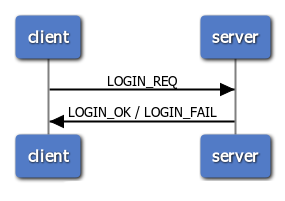 client server
LOGIN_REQ
LOGIN_OK / LOGIN_FAIL
client server